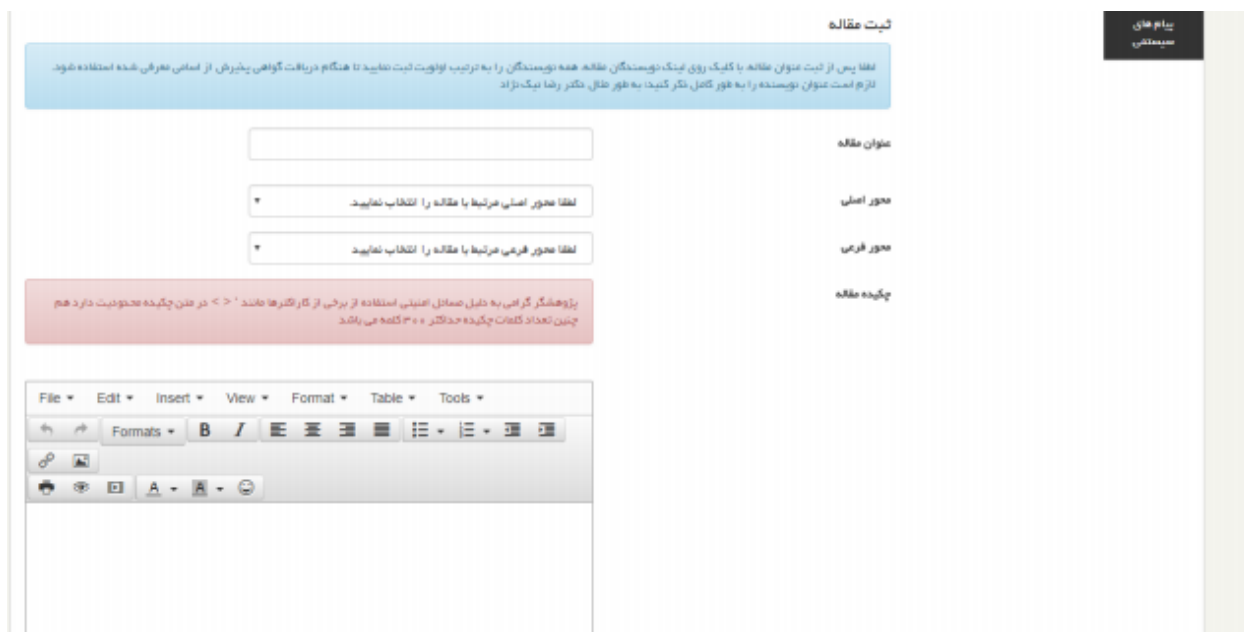 پیام های
سیستمی
ثبت مقاله
لطفا پس از ثبت عنوان مقاله، با کلیک روی لینک نویسندگان مقاله، همه نویسندگان را به ترتیب اولویت ثبت نمایید تا هنگام دریافت گواهی پذیرش از اسامی معرفی شده استفاده شود.
لازم است عنوان نویسنده را به طور کامل ذکر کنید؛ به طور مثال دکتر رضا نیک نژاد
عنوان مقاله
محور اصلی
لطفا محور اصلی مرتبط با مقاله را انتخاب نمایید.
محور فرعی
لطفا محور فرعی مرتبط با مقاله را انتخاب نمایید
چکیده مقاله
پژوهشگر گرامی به دلیل مسائل امنیتی استفاده از برخی از کاراکترها مانند ' < > در متن چکیده محدودیت دارد هم
چنین تعداد کلمات چکیده حداکثر ۳۰۰ کلمه می باشد
File Edit Insert View Format Table Tools
Formats B I
A A